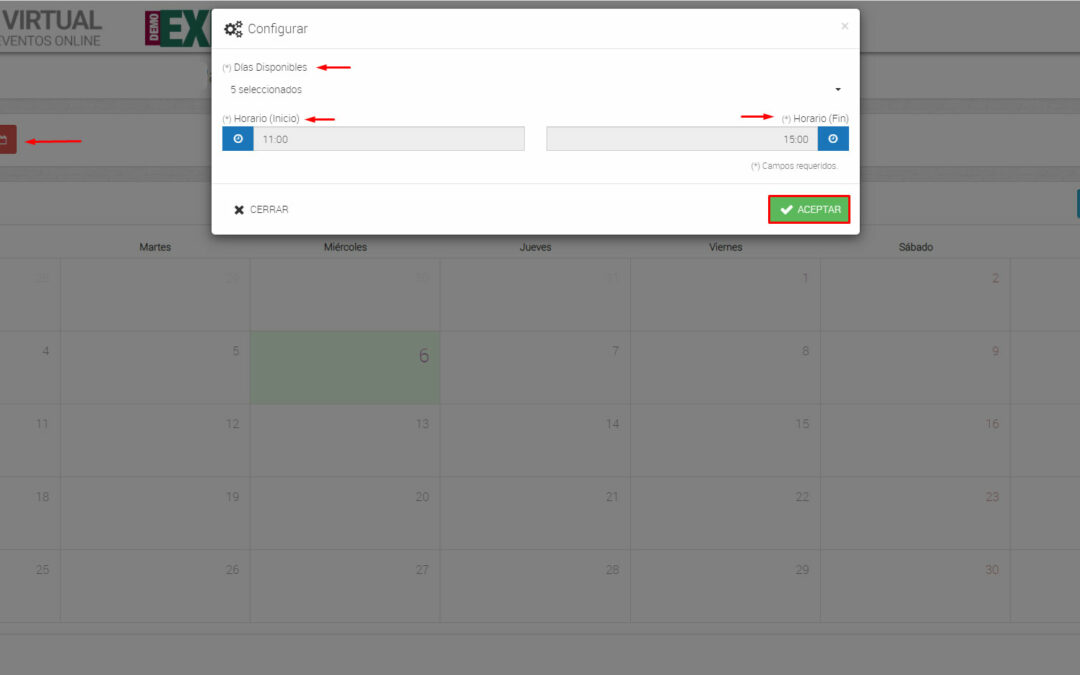 VIRTUAL
EVENTOS ONLINE
DEMO
EX
Configurar
×
(*) Días Disponibles
5 seleccionados
(*) Horario (Inicio)
(*) Horario (Fin)
11:00
15:00
(*) Campos requeridos.
CERRAR
ACEPTAR
Martes
Miércoles
Jueves
Viernes
Sábado
28
29
30
31
1
2
4
5
6
7
8
9
11
12
13
14
15
16
18
19
20
21
22
23
25
26
27
28
29
30